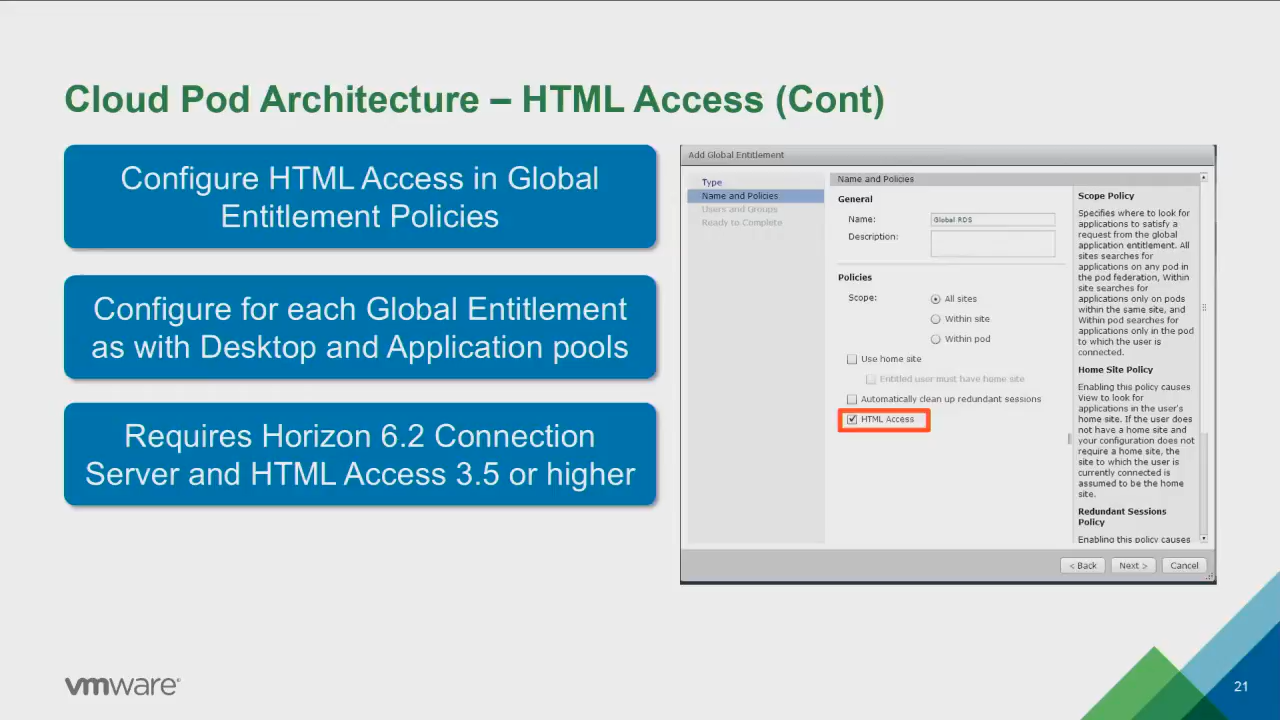 Cloud Pod Architecture – HTML Access (Cont)
Configure HTML Access in Global
Entitlement Policies
Configure for each Global Entitlement
as with Desktop and Application pools
Requires Horizon 6.2 Connection
Server and HTML Access 3.5 or higher
Add Global Entitlement
Type
Name and Policies
Users and Groups
Ready to Complete
Name and Policies
General
Name:
Global RDS
Description:
Policies
Scope:
All sites
Within site
Within pod
Use home site
Entitled user must have home site
Automatically clean up redundant sessions
HTML Access
Scope Policy
Specifies where to look for
applications to satisfy a
request from the global
application entitlement. All
sites searches for
applications on any pod in
the pod federation, Within
site searches for
applications only on pods
within the same site, and
Within pod searches for
applications only in the pod
to which the user is
connected.
Home Site Policy
Enabling this policy causes
View to look for
applications in the user's
home site. If the user does
not have a home site and
your configuration does not
require a home site, the
site to which the user is
currently connected is
assumed to be the home
site.
Redundant Sessions
Policy
Enabling this policy causes
< Back
Next >
Cancel
vmware
21